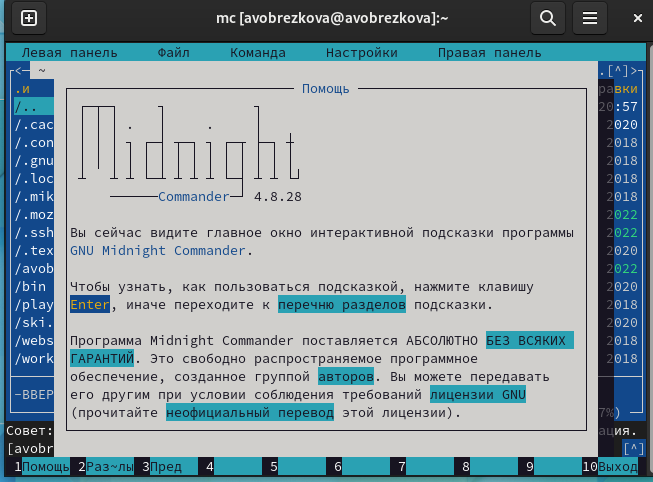 mc [avobrezkova@avobrezkova]:~
Левая панель Файл Команда Настройки Правая панель
<— ~ .[^]>
.и Помощь равки
/.. 20:57
/.cac 2020
/.con 2018
/.gnu 2018
/.loc 2018
/.mik 2018
/.moz 2022
/.ssh 2022
/.tex 2020
/avob 2022
/bin 2020
/play 2018
/ski. 2020
/webs 2018
/work 2018
Midnight
Commander 4.8.28
Вы сейчас видите главное окно интерактивной подсказки программы
GNU Midnight Commander.
Чтобы узнать, как пользоваться подсказкой, нажмите клавишу
Enter, иначе переходите к перечню разделов подсказки.
Программа Midnight Commander поставляется АБСОЛЮТНО БЕЗ ВСЯКИХ
ГАРАНТИЙ. Это свободно распространяемое программное
обеспечение, созданное группой авторов. Вы можете передавать
его другим при условии соблюдения требований лицензии GNU
(прочитайте неофициальный перевод этой лицензии).
-ВВЕР
7%)
Совет: ация.
[avobr [^]
1Помощь 2Раз~лы 3Пред 4 5 6 7 8 9 10Выход